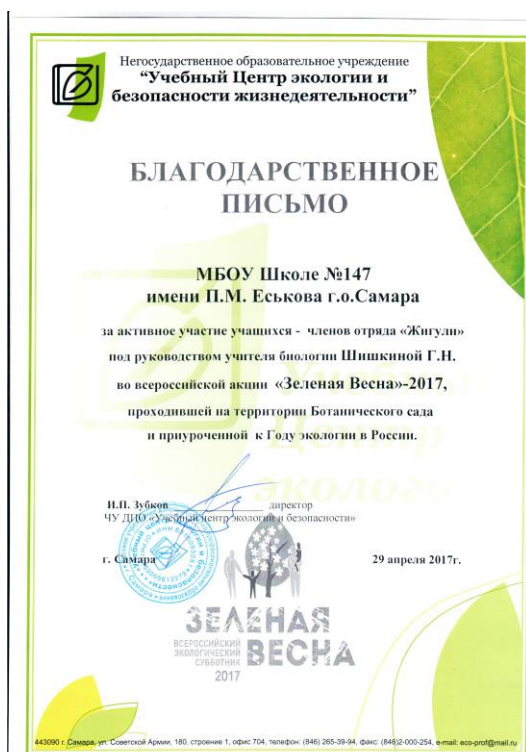 Негосударственное образовательное учреждение
“Учебный Центр экологии и
безопасности жизнедеятельности”
БЛАГОДАРСТВЕННОЕ
ПИСЬМО
МБОУ Школе №147
имени П.М. Еськова г.о.Самара
за активное участие учащихся - членов отряда «Жигули»
под руководством учителя биологии Шишкиной Г.Н.
во всероссийской акции «Зеленая Весна»-2017,
проходившей на территории Ботанического сада
и приуроченной к Году экологии в России.
Учебный
Центр
экологи
И.П. Зубков директор
ЧУ ДПО «Учебный центр экологии и безопасности»
г. Самара 29 апреля 2017г.
ЗЕЛЕНАЯ
ВСЕРОССИЙСКИЙ
ЭКОЛОГИЧЕСКИЙ
СУББОТНИК
2017
ВЕСНА
443090 г. Самара, ул. Советской Армии, 180, строение 1, офис 704, телефон: (846) 265-39-94, факс: (846)2-000-254, e-mail: eco-prof@mail.ru